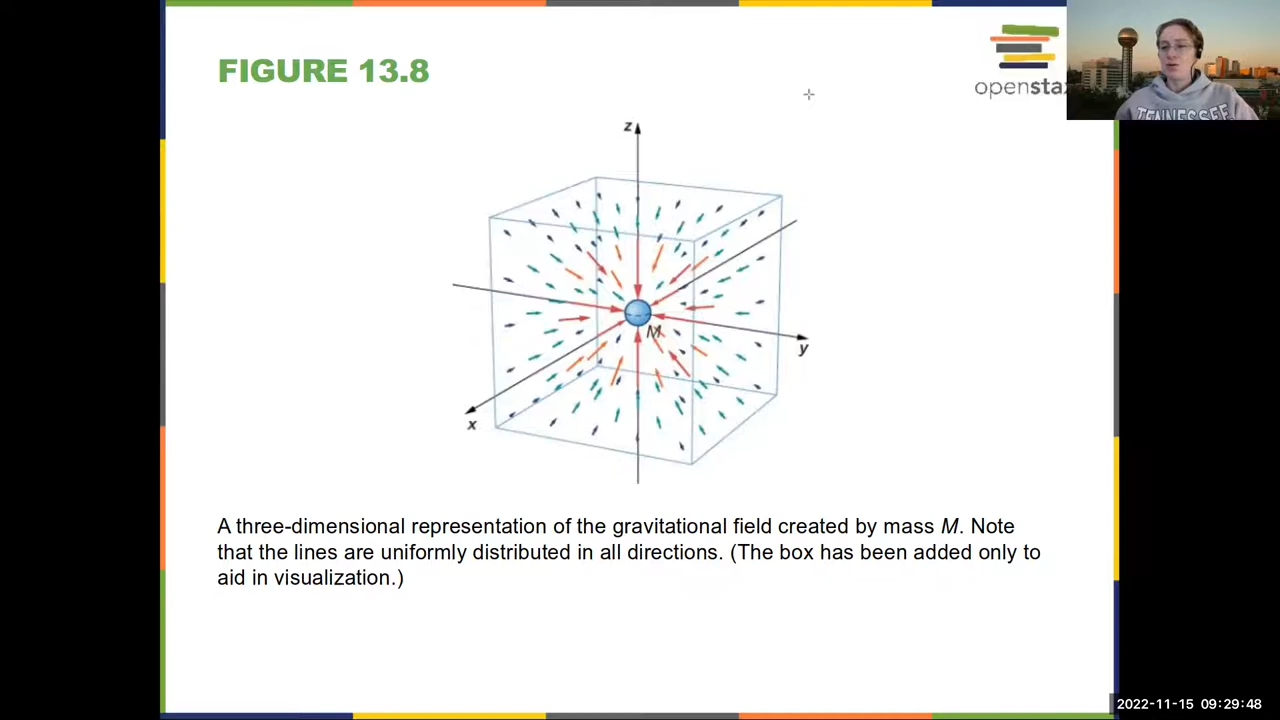 FIGURE 13.8
openstax
TENNESSEE
z
M
y
x
A three-dimensional representation of the gravitational field created by mass M. Note
that the lines are uniformly distributed in all directions. (The box has been added only to
aid in visualization.)
2022-11-15 09:29:48